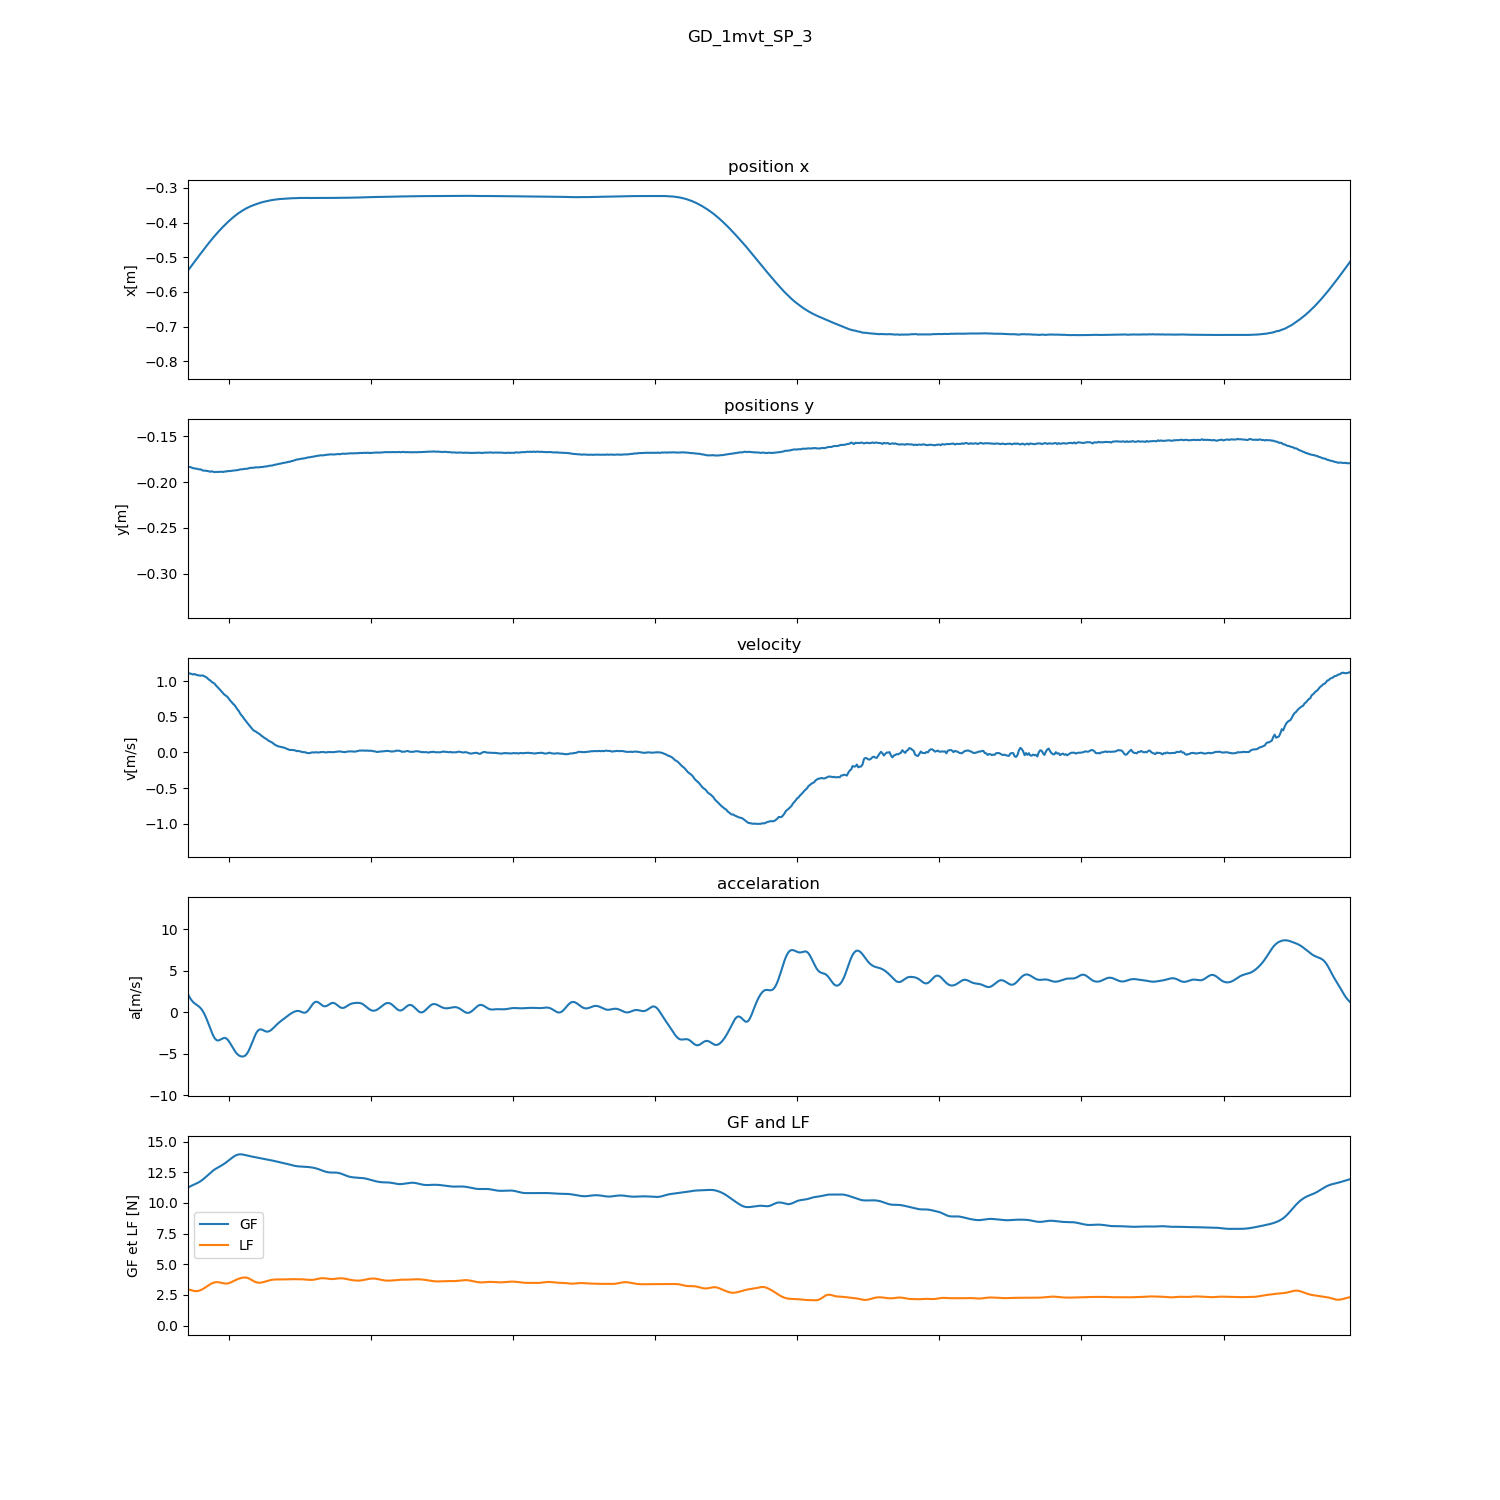 GD_1mvt_SP_3
position x
−0.3
−0.4
−0.5
−0.6
−0.7
−0.8
x[m]
positions y
−0.15
−0.20
−0.25
−0.30
y[m]
velocity
1.0
0.5
0.0
−0.5
−1.0
v[m/s]
accelaration
10
5
0
−5
−10
a[m/s]
GF and LF
15.0
12.5
10.0
7.5
5.0
2.5
0.0
GF et LF [N]
GF
LF